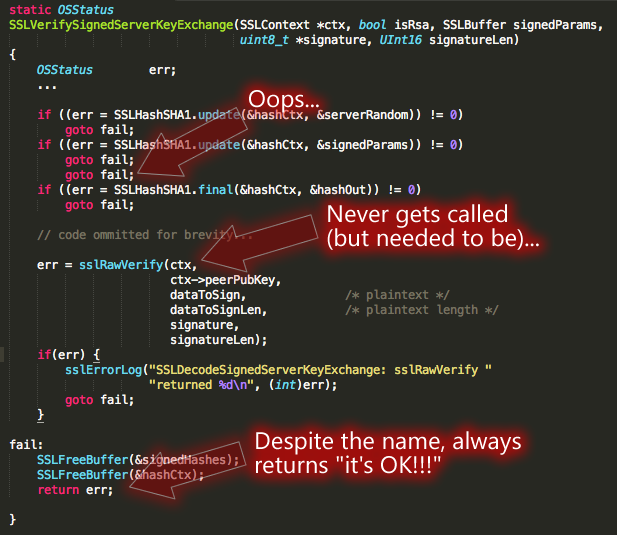 static OSStatus
SSLVerifySignedServerKeyExchange(SSLContext *ctx, bool isRsa, SSLBuffer signedParams,
uint8_t *signature, UInt16 signatureLen)
{
OSStatus err;
...
Oops...
if ((err = SSLHashSHA1.update(&hashCtx, &serverRandom)) != 0)
goto fail;
if ((err = SSLHashSHA1.update(&hashCtx, &signedParams)) != 0)
goto fail;
goto fail;
if ((err = SSLHashSHA1.final(&hashCtx, &hashOut)) != 0)
goto fail;
Never gets called
(but needed to be)...
// code ommitted for brevity...
err = sslRawVerify(ctx,
ctx->peerPubKey,
dataToSign, /* plaintext */
dataToSignLen, /* plaintext length */
signature,
signatureLen);
if(err) {
sslErrorLog("SSLDecodeSignedServerKeyExchange: sslRawVerify "
"returned %d\n", (int)err);
goto fail;
}
Despite the name, always
returns "it's OK!!!"
fail:
SSLFreeBuffer(&signedHashes);
SSLFreeBuffer(&hashCtx);
return err;
}